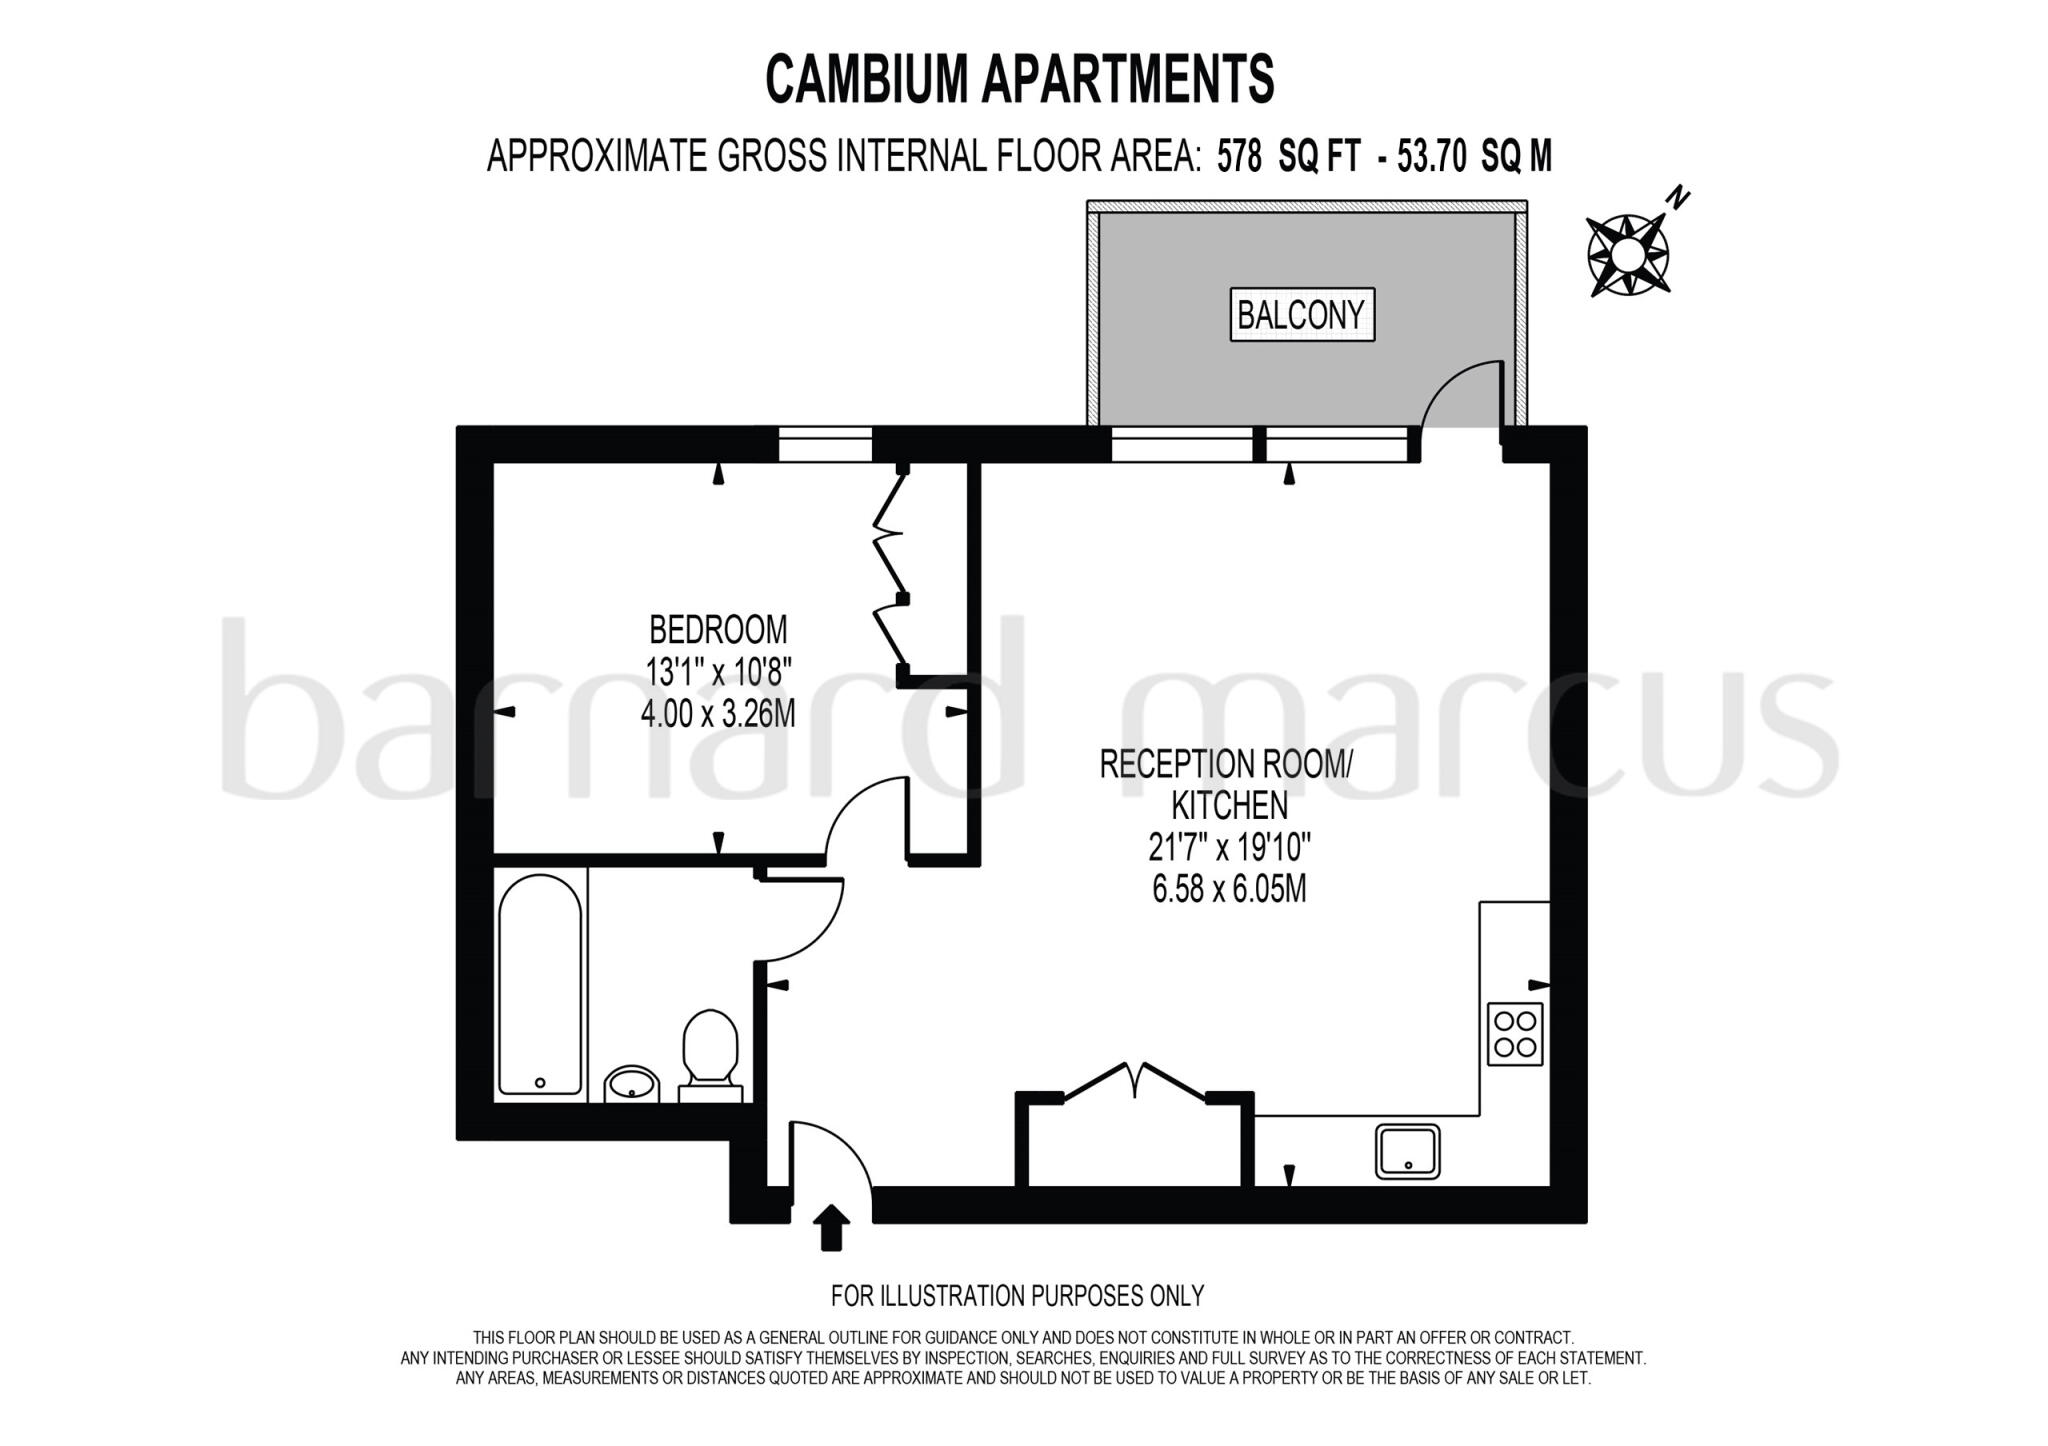 CAMBIUM APARTMENTS
APPROXIMATE GROSS INTERNAL FLOOR AREA: 578 SQ FT - 53.70 SQ M
N
BALCONY
BEDROOM
13'1" x 10'8"
4.00 x 3.26M
barnard marcus
RECEPTION ROOM/
KITCHEN
21'7" x 19'10"
6.58 x 6.05M
FOR ILLUSTRATION PURPOSES ONLY
THIS FLOOR PLAN SHOULD BE USED AS A GENERAL OUTLINE FOR GUIDANCE ONLY AND DOES NOT CONSTITUTE IN WHOLE OR IN PART AN OFFER OR CONTRACT.
ANY INTENDING PURCHASER OR LESSEE SHOULD SATISFY THEMSELVES BY INSPECTION, SEARCHES, ENQUIRIES AND FULL SURVEY AS TO THE CORRECTNESS OF EACH STATEMENT.
ANY AREAS, MEASUREMENTS OR DISTANCES QUOTED ARE APPROXIMATE AND SHOULD NOT BE USED TO VALUE A PROPERTY OR BE THE BASIS OF ANY SALE OR LET.